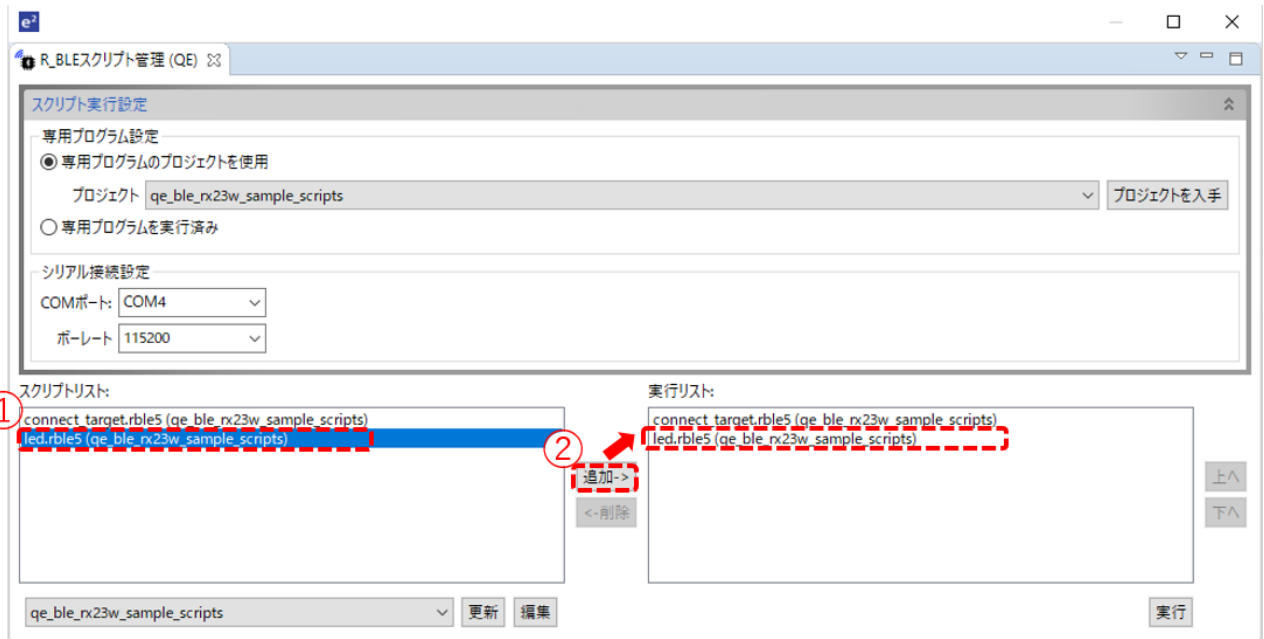 e²
R_BLEスクリプト管理 (QE)
スクリプト実行設定
専用プログラム設定
専用プログラムのプロジェクトを使用
プロジェクト qe_ble_rx23w_sample_scripts プロジェクトを入手
専用プログラムを実行済み
シリアル接続設定
COMポート: COM4
ボーレート 115200
スクリプトリスト:
①
connect_target.rble5 (qe_ble_rx23w_sample_scripts)
led.rble5 (qe_ble_rx23w_sample_scripts)
②
追加->
<-削除
実行リスト:
connect_target.rble5 (qe_ble_rx23w_sample_scripts)
led.rble5 (qe_ble_rx23w_sample_scripts)
上へ
下へ
qe_ble_rx23w_sample_scripts 更新 編集
実行